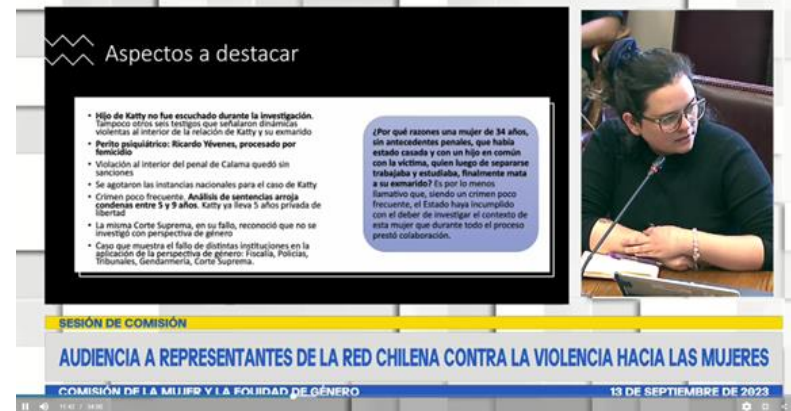 Aspectos a destacar
• Hijo de Katty no fue escuchado durante la investigación.
Tampoco otros seis testigos que señalaron dinámicas
violentas al interior de la relación de Katty y su exmarido
• Perito psiquiátrico: Ricardo Yévenes, procesado por
femicidio
• Violación al interior del penal de Calama quedó sin
sanciones
• Se agotaron las instancias nacionales para el caso de Katty
• Crimen poco frecuente. Análisis de sentencias arroja
condenas entre 5 y 9 años. Katty ya lleva 5 años privada de
libertad
• La misma Corte Suprema, en su fallo, reconoció que no se
investigó con perspectiva de género
• Caso que muestra el fallo de distintas instituciones en la
aplicación de la perspectiva de género: Fiscalía, Policías,
Tribunales, Gendarmería, Corte Suprema.
¿Por qué razones una mujer de 34 años,
sin antecedentes penales, que había
estado casada y con un hijo en común
con la víctima, quien luego de separarse
trabajaba y estudiaba, finalmente mata
a su exmarido? Es por lo menos
llamativo que, siendo un crimen poco
frecuente, el Estado haya incumplido
con el deber de investigar el contexto de
esta mujer que durante todo el proceso
prestó colaboración.
SESIÓN DE COMISIÓN
AUDIENCIA A REPRESENTANTES DE LA RED CHILENA CONTRA LA VIOLENCIA HACIA LAS MUJERES
COMISIÓN DE LA MUJER Y LA EQUIDAD DE GÉNERO
13 DE SEPTIEMBRE DE 2023